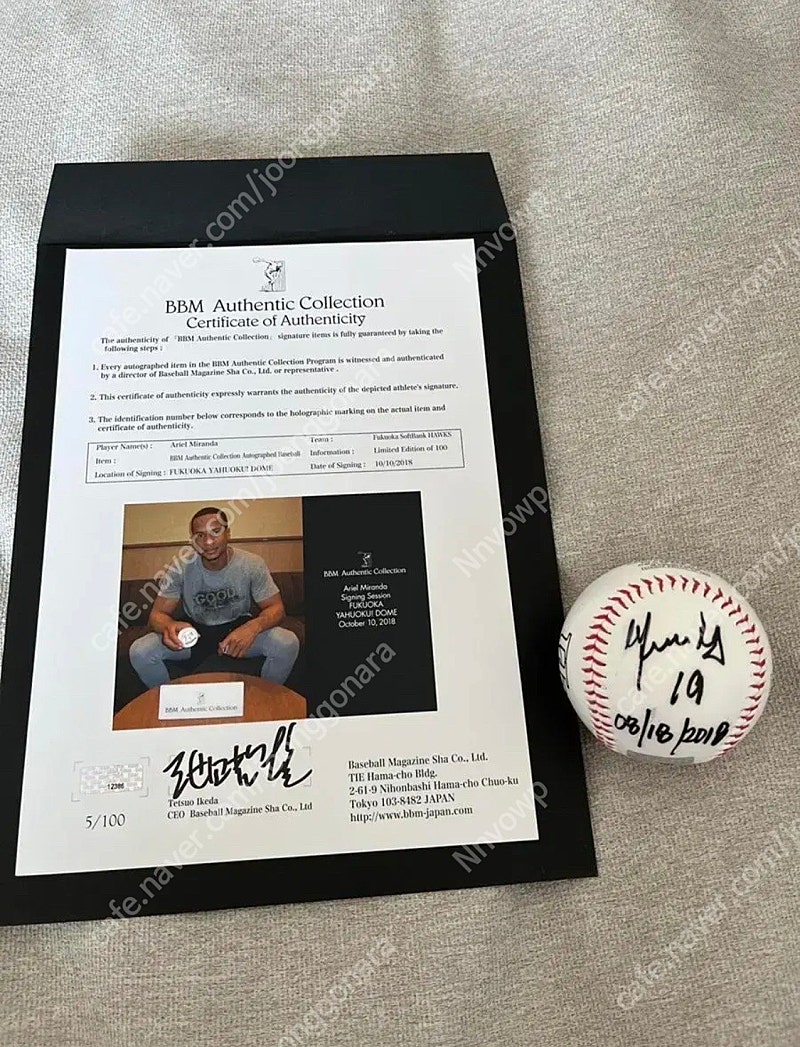 BBM Authentic Collection
Certificate of Authenticity
The authenticity of「BBM Authentic Collection」signature items is fully guaranteed by taking the
following steps :
1. Every autographed item in the BBM Authentic Collection Program is witnessed and authenticated
by a director of Baseball Magazine Sha Co., Ltd. or representative .
2. This certificate of authenticity expressly warrants the authenticity of the depicted athlete's signature.
3. The identification number below corresponds to the holographic marking on the actual item and
certificate of authenticity.
Player Name(s) : Ariel Miranda Team : Fukuoka SoftBank HAWKS
Item : BBM Authentic Collection Autographed Baseball Information : Limited Edition of 100
Location of Signing : FUKUOKA YAHUOKU! DOME Date of Signing : 10/10/2018
GOOD
BBM Authentic Collection
Ariel Miranda
Signing Session
FUKUOKA
YAHUOKU! DOME
October 10, 2018
BBM Authentic Collection
12386
5/100
Tetsuo Ikeda
CEO Baseball Magazine Sha Co., Ltd
Baseball Magazine Sha Co., Ltd.
TIE Hama-cho Bldg.
2-61-9 Nihonbashi Hama-cho Chuo-ku
Tokyo 103-8482 JAPAN
http://www.bbm-japan.com
19
08/18/2018
cafe.naver.com/joonggonara
Nnvowp